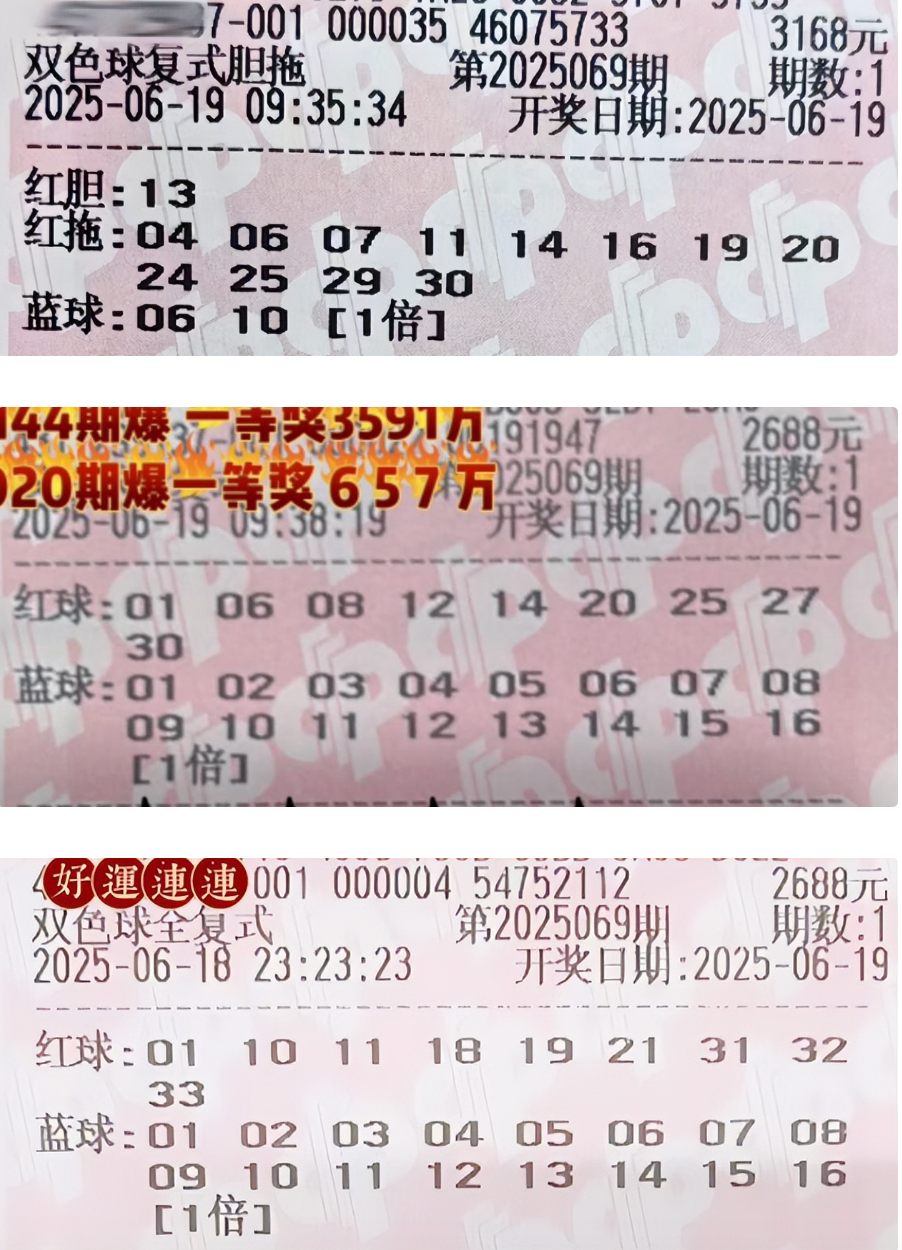 7-001 000035 46075733 3168元
双色球复式胆拖 第2025069期 期数:1
2025-06-19 09:35:34 开奖日期:2025-06-19
红胆:13
红拖:04 06 07 11 14 16 19 20
24 25 29 30
蓝球:06 10 [1倍]
44期爆 一等奖3591万
191947 2688元
020期爆一等奖657万
025069期 期数:1
2025-06-19 09:38:19 开奖日期:2025-06-19
红球:01 06 08 12 14 20 25 27
30
蓝球:01 02 03 04 05 06 07 08
09 10 11 12 13 14 15 16
[1倍]
好運連連
001 000004 54752112 2688元
双色球全复式 第2025069期 期数:1
2025-06-18 23:23:23 开奖日期:2025-06-19
红球:01 10 11 18 19 21 31 32
33
蓝球:01 02 03 04 05 06 07 08
09 10 11 12 13 14 15 16
[1倍]